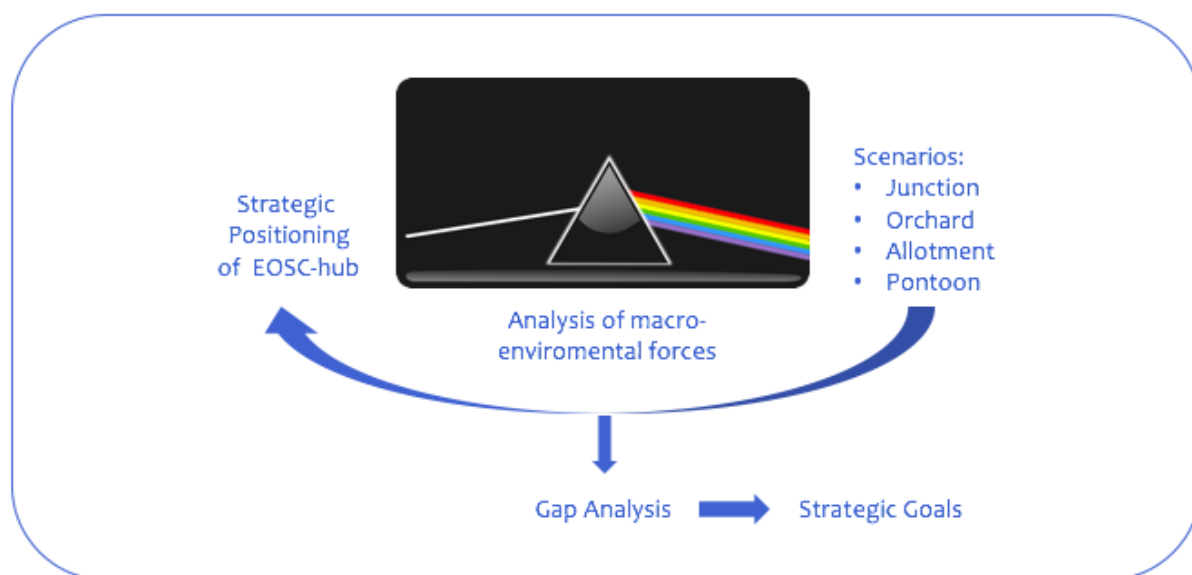 Strategic
Positioning
of EOSC-hub
Analysis of macro-
enviromental forces
Scenarios:
• Junction
• Orchard
• Allotment
• Pontoon
Gap Analysis
Strategic Goals